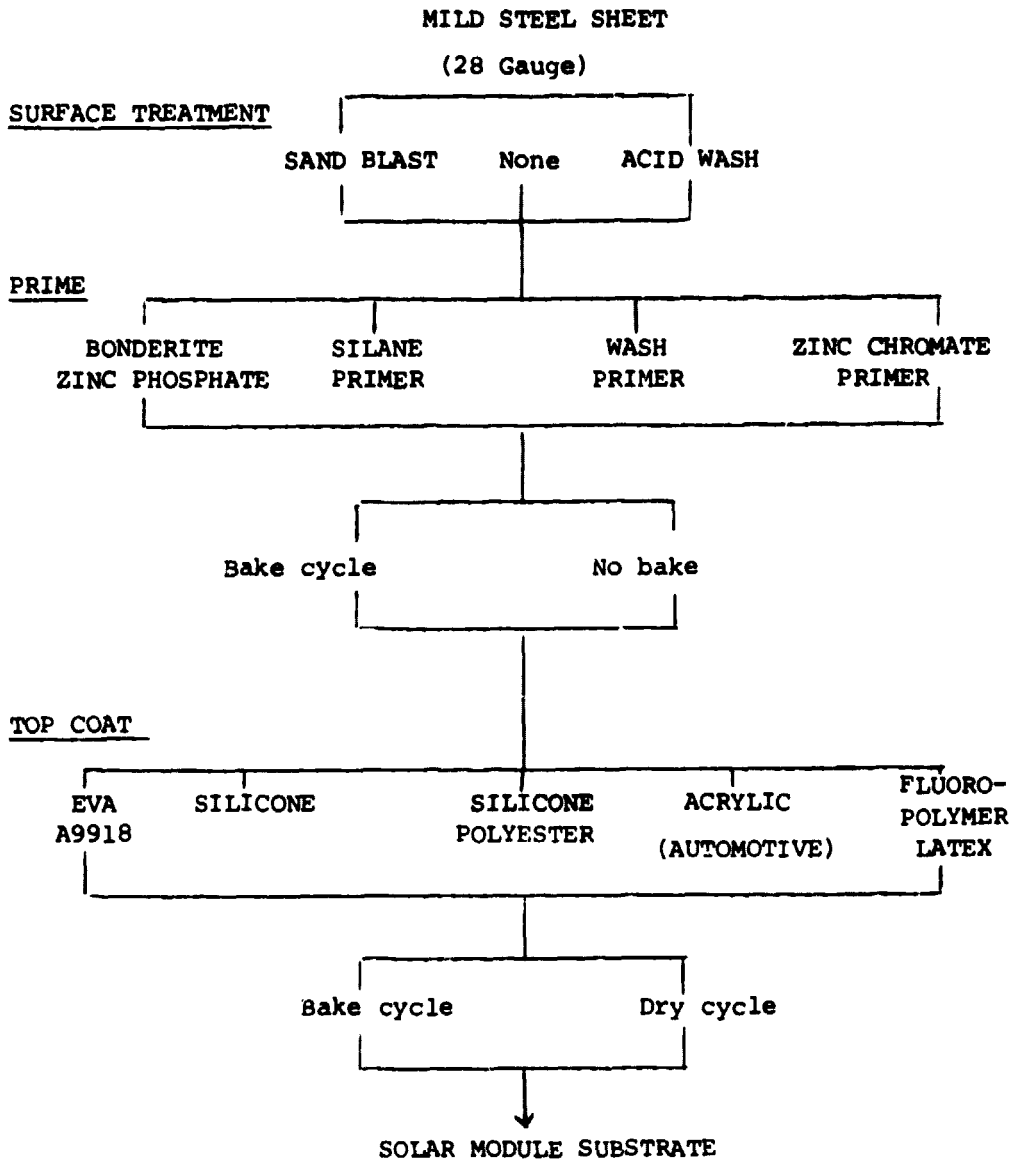 MILD STEEL SHEET
(28 Gauge)
SURFACE TREATMENT
SAND BLAST None ACID WASH
PRIME
BONDERITE SILANE WASH ZINC CHROMATE
ZINC PHOSPHATE PRIMER PRIMER PRIMER
Bake cycle No bake
TOP COAT
EVA SILICONE SILICONE ACRYLIC FLUORO-
A9918 POLYESTER (AUTOMOTIVE) POLYMER
LATEX
Bake cycle Dry cycle
SOLAR MODULE SUBSTRATE